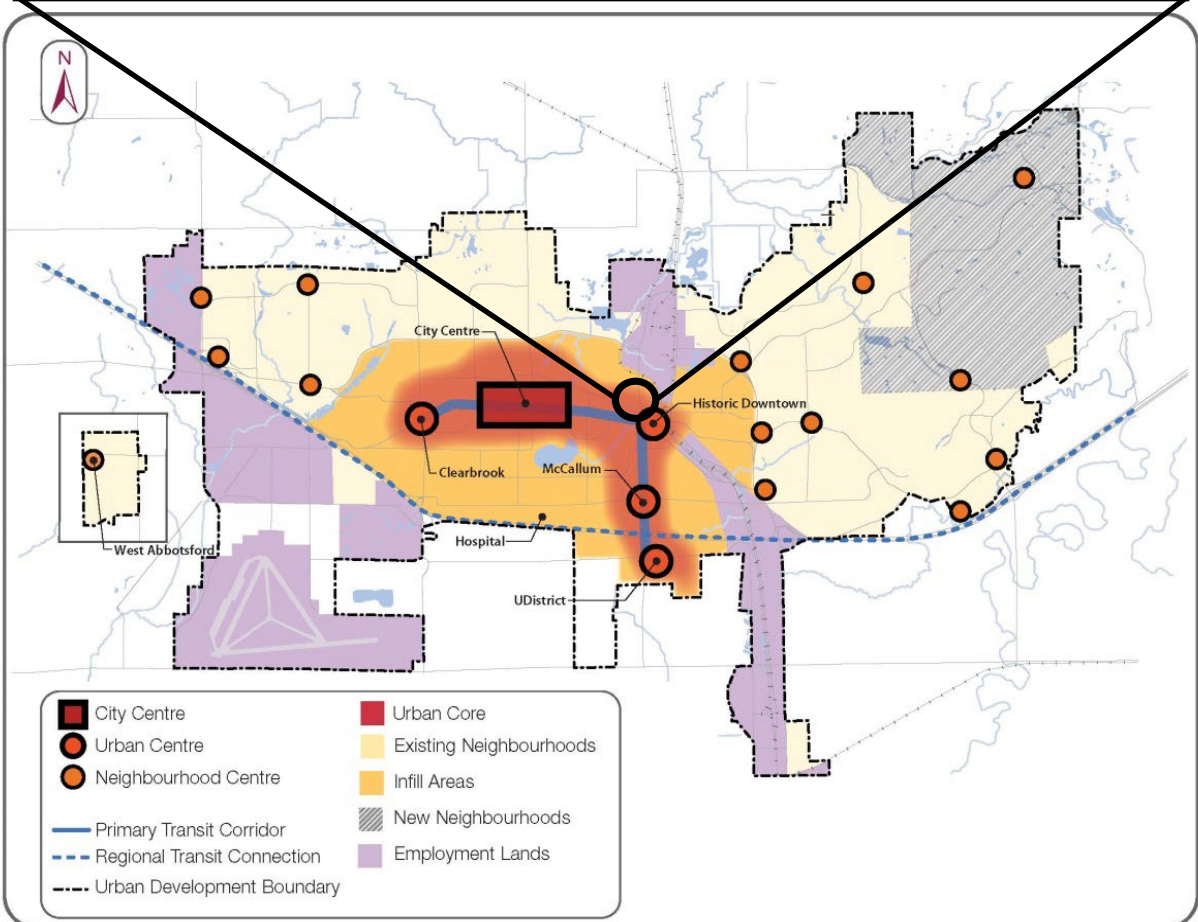 N
City Centre
Historic Downtown
Clearbrook
McCallum
West Abbotsford
Hospital
UDistrict
City Centre
Urban Centre
Neighbourhood Centre
Primary Transit Corridor
Regional Transit Connection
Urban Development Boundary
Urban Core
Existing Neighbourhoods
Infill Areas
New Neighbourhoods
Employment Lands